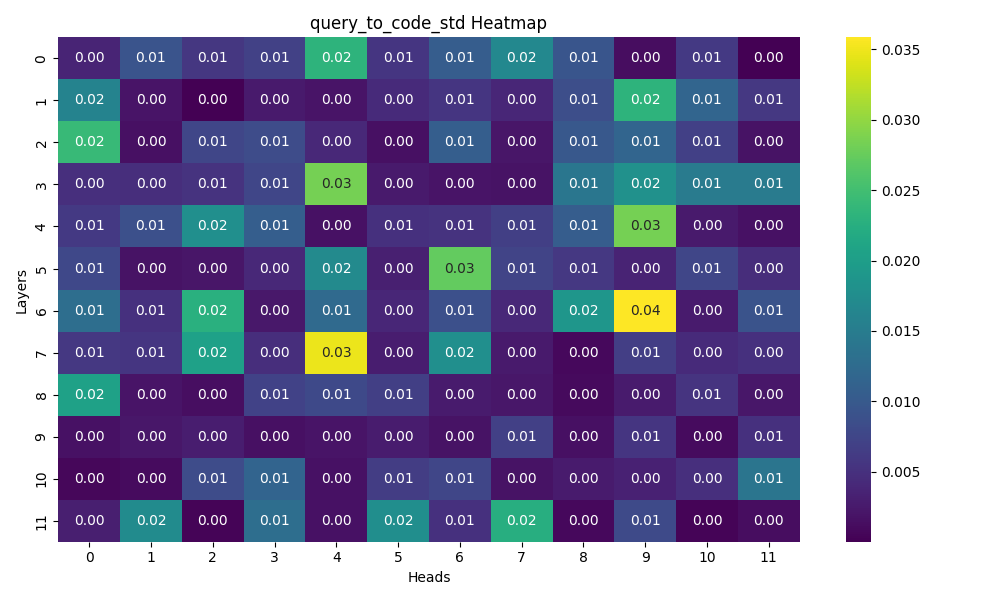 query_to_code_std Heatmap
0 0.00 0.01 0.01 0.01 0.02 0.01 0.01 0.02 0.01 0.00 0.01 0.00
1 0.02 0.00 0.00 0.00 0.00 0.00 0.01 0.00 0.01 0.02 0.01 0.01
2 0.02 0.00 0.01 0.01 0.00 0.00 0.01 0.00 0.01 0.01 0.01 0.00
3 0.00 0.00 0.01 0.01 0.03 0.00 0.00 0.00 0.01 0.02 0.01 0.01
4 0.01 0.01 0.02 0.01 0.00 0.01 0.01 0.01 0.01 0.03 0.00 0.00
5 0.01 0.00 0.00 0.00 0.02 0.00 0.03 0.01 0.01 0.00 0.01 0.00
6 0.01 0.01 0.02 0.00 0.01 0.00 0.01 0.00 0.02 0.04 0.00 0.01
7 0.01 0.01 0.02 0.00 0.03 0.00 0.02 0.00 0.00 0.01 0.00 0.00
8 0.02 0.00 0.00 0.01 0.01 0.01 0.00 0.00 0.00 0.00 0.01 0.00
9 0.00 0.00 0.00 0.00 0.00 0.00 0.00 0.01 0.00 0.01 0.00 0.01
10 0.00 0.00 0.01 0.01 0.00 0.01 0.01 0.00 0.00 0.00 0.00 0.01
11 0.00 0.02 0.00 0.01 0.00 0.02 0.01 0.02 0.00 0.01 0.00 0.00
0 1 2 3 4 5 6 7 8 9 10 11
Heads
Layers
0.035
0.030
0.025
0.020
0.015
0.010
0.005